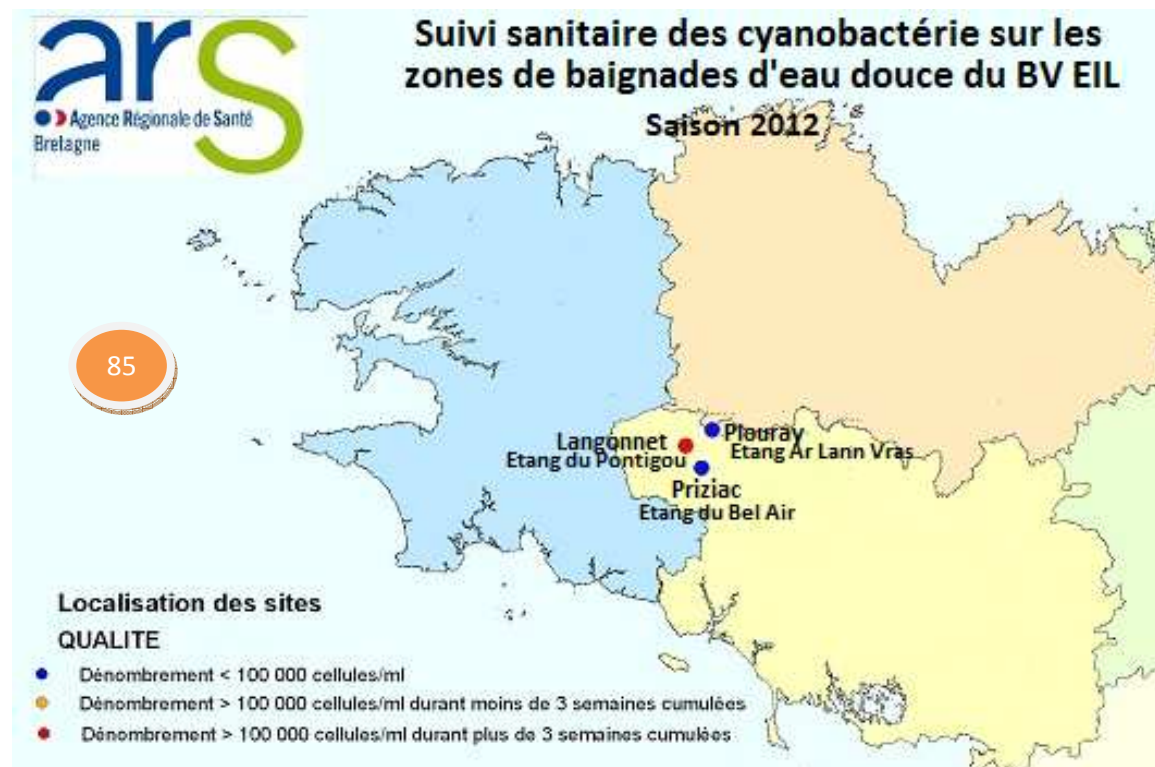 ars
Agence Régionale de Santé
Bretagne
Suivi sanitaire des cyanobactérie sur les
zones de baignades d'eau douce du BV EIL
Saison 2012
85
Plouray
Etang Ar Lann Vras
Langonnet
Etang du Pontigou
Priziac
Etang du Bel Air
Localisation des sites
QUALITE
Dénombrement < 100 000 cellules/ml
Dénombrement > 100 000 cellules/ml durant moins de 3 semaines cumulées
Dénombrement > 100 000 cellules/ml durant plus de 3 semaines cumulées